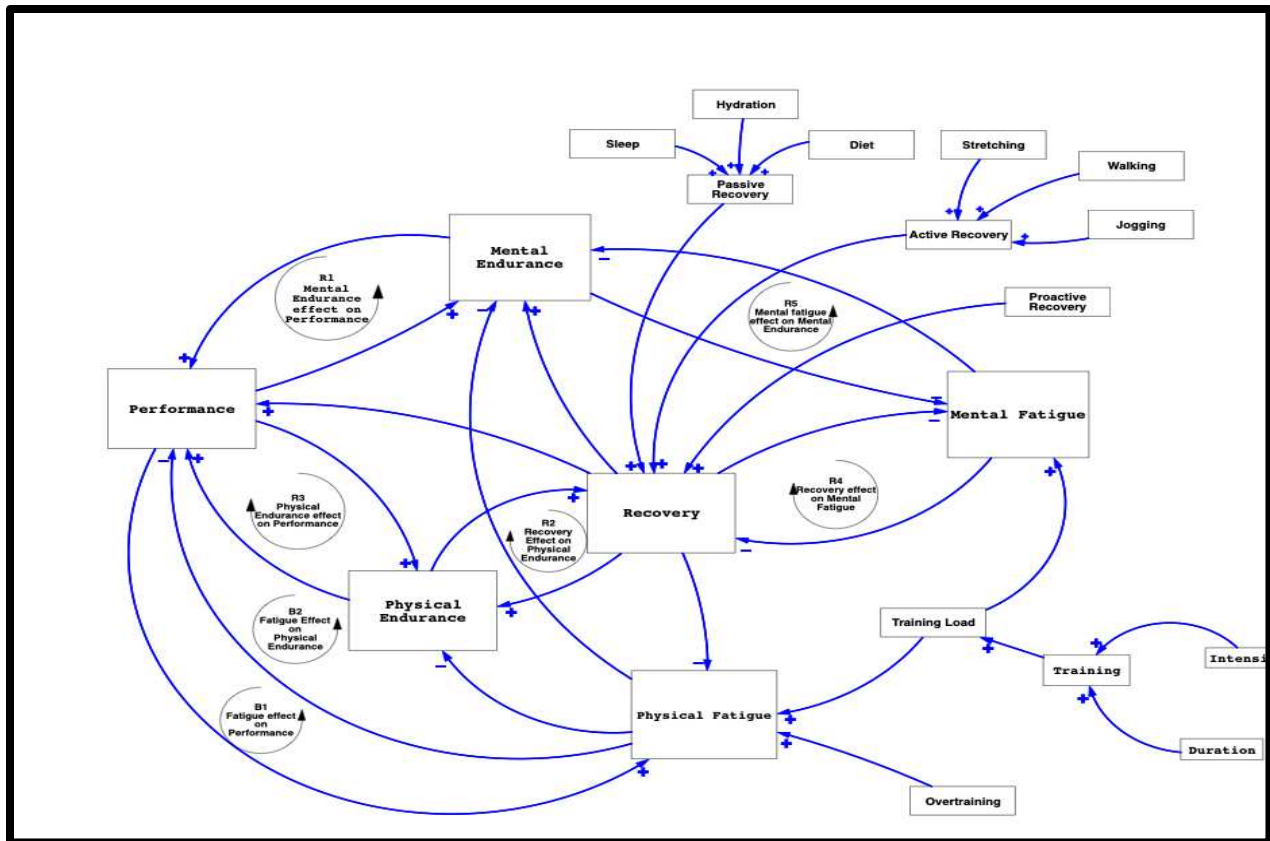 Hydration
Sleep
Diet
Stretching
Walking
Passive
Recovery
Jogging
Active Recovery
Mental
Endurance
R1
Mental
Endurance
effect on
Performance
R5
Mental fatigue
effect on Mental
Endurance
Proactive
Recovery
Performance
Mental Fatigue
R3
Physical
Endurance effect
on Performance
R2
Recovery
Effect on
Physical
Endurance
Recovery
R4
Recovery effect
on Mental
Fatigue
B2
Fatigue Effect
on
Physical
Endurance
Physical
Endurance
Training Load
Training
Intensi
B1
Fatigue effect
on
Performance
Physical Fatigue
Duration
Overtraining